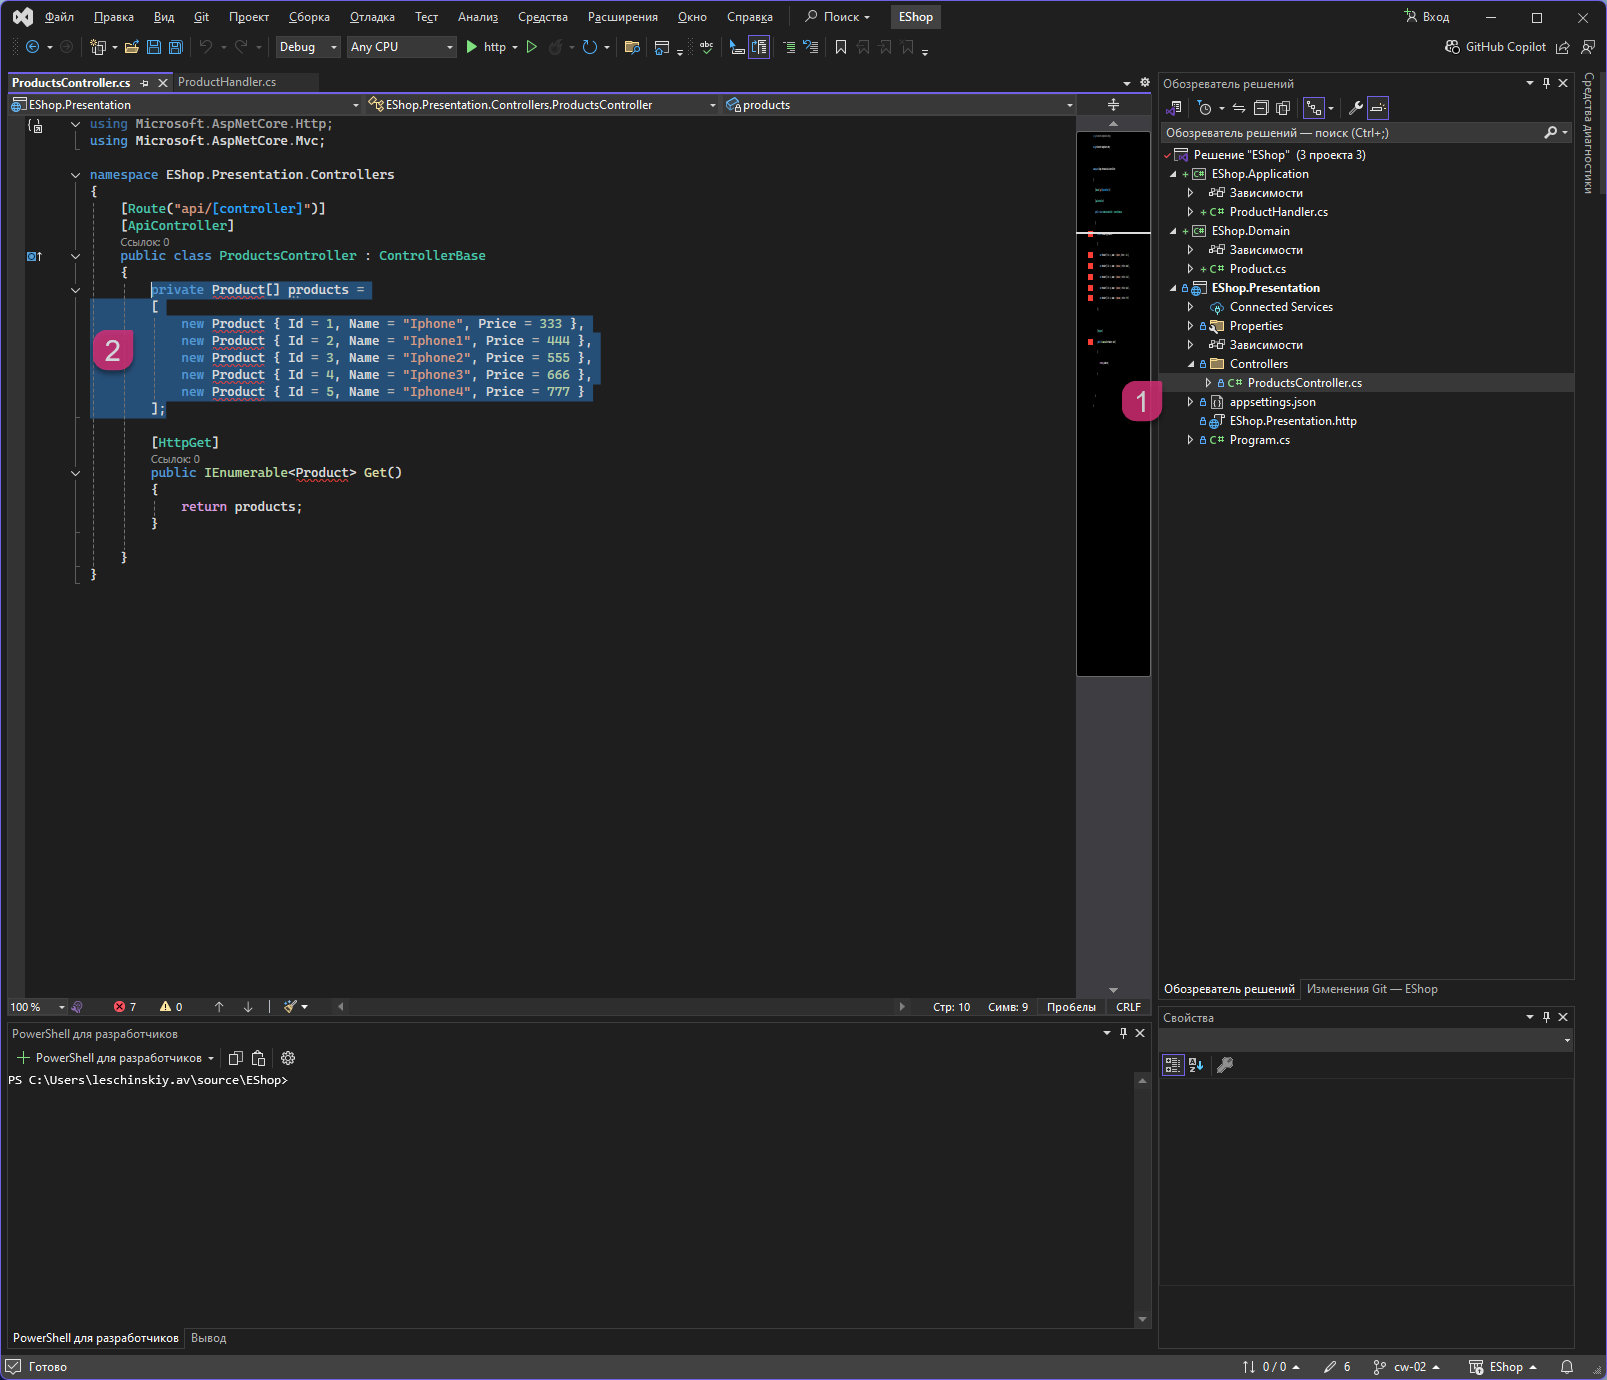 Файл Правка Вид Git Проект Сборка Отладка Тест Анализ Средства Расширения Окно Справка Поиск EShop Вход
Debug Any CPU http abc GitHub Copilot
ProductsController.cs ProductHandler.cs
EShop.Presentation EShop.Presentation.Controllers.ProductsController products
using Microsoft.AspNetCore.Http;
using Microsoft.AspNetCore.Mvc;
namespace EShop.Presentation.Controllers
{
[Route("api/[controller]")]
[ApiController]
Ссылок: 0
public class ProductsController : ControllerBase
{
private Product[] products =
[
new Product { Id = 1, Name = "Iphone", Price = 333 },
new Product { Id = 2, Name = "Iphone1", Price = 444 },
new Product { Id = 3, Name = "Iphone2", Price = 555 },
new Product { Id = 4, Name = "Iphone3", Price = 666 },
new Product { Id = 5, Name = "Iphone4", Price = 777 }
];
2
[HttpGet]
Ссылок: 0
public IEnumerable<Product> Get()
{
return products;
}
}
}
100 % 7 0 Стр: 10 Симв: 9 Пробелы CRLF
Обозреватель решений
Обозреватель решений — поиск (Ctrl+;)
Решение "EShop" (3 проекта 3)
EShop.Application
Зависимости
C# ProductHandler.cs
EShop.Domain
Зависимости
C# Product.cs
EShop.Presentation
Connected Services
Properties
Зависимости
Controllers
C# ProductsController.cs
1
appsettings.json
EShop.Presentation.http
C# Program.cs
Обозреватель решений Изменения Git — EShop
Средства диагностики
Свойства
PowerShell для разработчиков
PowerShell для разработчиков
PS C:\Users\leschinskiy.av\source\EShop>
PowerShell для разработчиков Вывод
Готово 0 / 0 6 cw-02 EShop